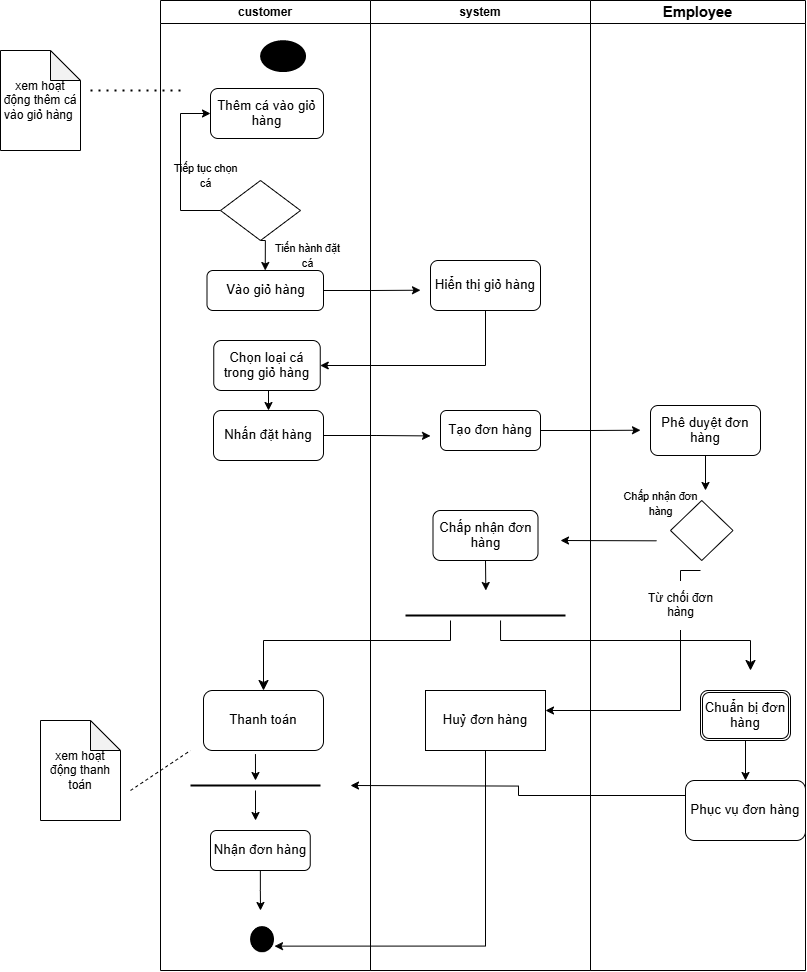 customer
system
Employee
xem hoạt
động thêm cá
vào giỏ hàng
Thêm cá vào giỏ
hàng
Tiếp tục chọn
cá
Tiến hành đặt
cá
Vào giỏ hàng
Hiển thị giỏ hàng
Chọn loại cá
trong giỏ hàng
Nhấn đặt hàng
Tạo đơn hàng
Phê duyệt đơn
hàng
Chấp nhận đơn
hàng
Chấp nhận đơn
hàng
Từ chối đơn
hàng
Thanh toán
Huỷ đơn hàng
Chuẩn bị đơn
hàng
xem hoạt
động thanh
toán
Phục vụ đơn hàng
Nhận đơn hàng